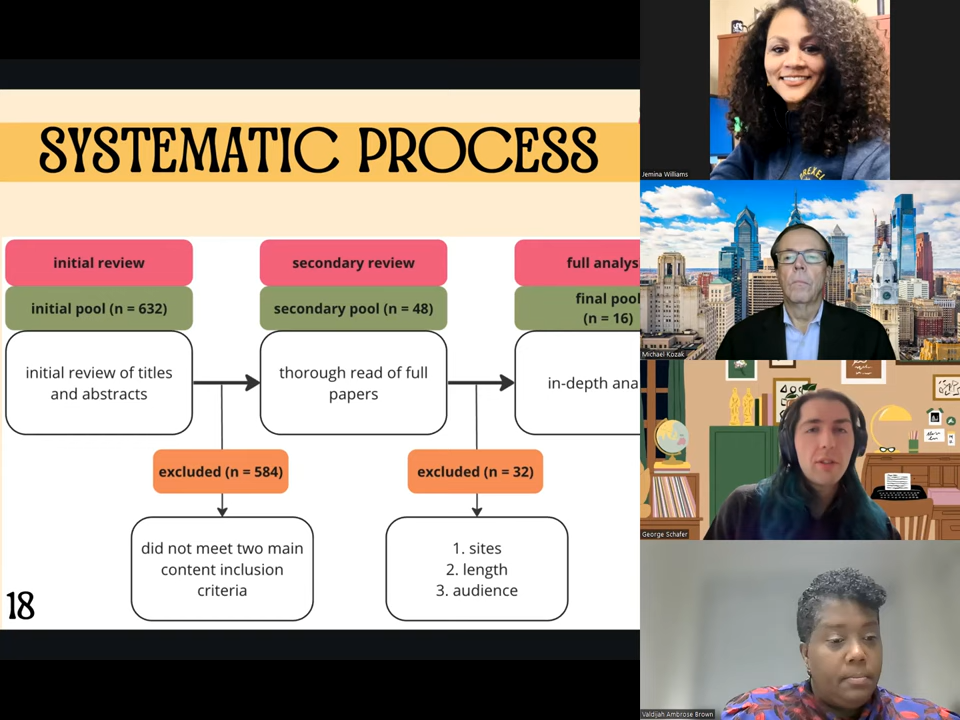 SYSTEMATIC PROCESS
initial review
secondary review
full analys
initial pool (n = 632)
secondary pool (n = 48)
final pool
(n = 16)
initial review of titles
and abstracts
thorough read of full
papers
in-depth ana
excluded (n = 584)
excluded (n = 32)
did not meet two main
content inclusion
criteria
1. sites
2. length
3. audience
18
DREXEL
Jemina Williams
Michael Kozak
George Schafer
Valdijah Ambrose Brown